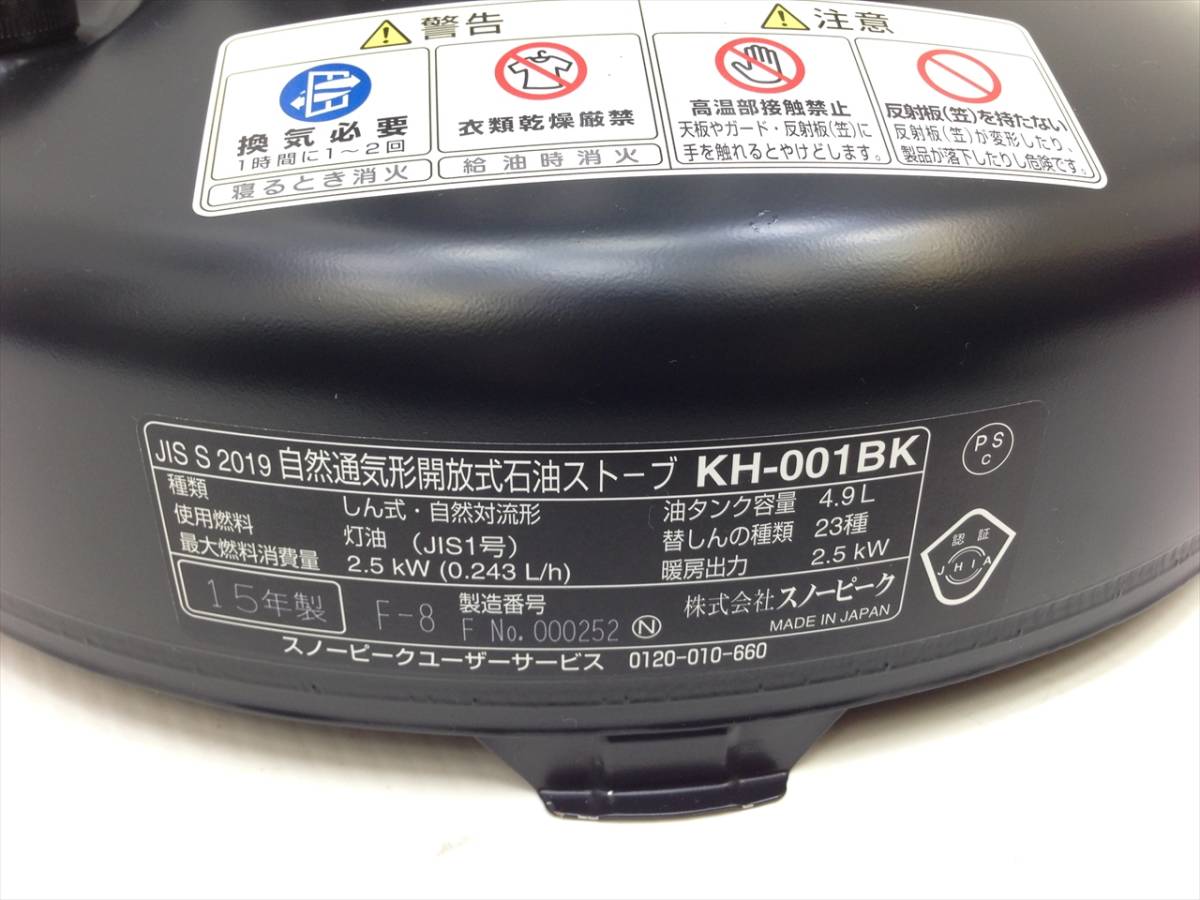 警告
換気必要
1時間に1～2回
寝るとき消火
衣類乾燥厳禁
給油時消火
注意
高温部接触禁止
天板やガード・反射板(笠)に
手を触れるとやけどします。
反射板(笠)を持たない
反射板(笠)が変形したり、
製品が落下したりし危険です。
JIS S 2019 自然通気形開放式石油ストーブ KH-001BK
種類 しん式・自然対流形 油タンク容量 4.9L
使用燃料 灯油 (JIS1号) 替しんの種類 23種
最大燃料消費量 2.5 kW (0.243 L/h) 暖房出力 2.5 kW
15年製 F-8 製造番号 F No. 000252 N 株式会社スノーピーク
MADE IN JAPAN
スノーピークユーザーサービス 0120-010-660
PS
C
認証
JHIA